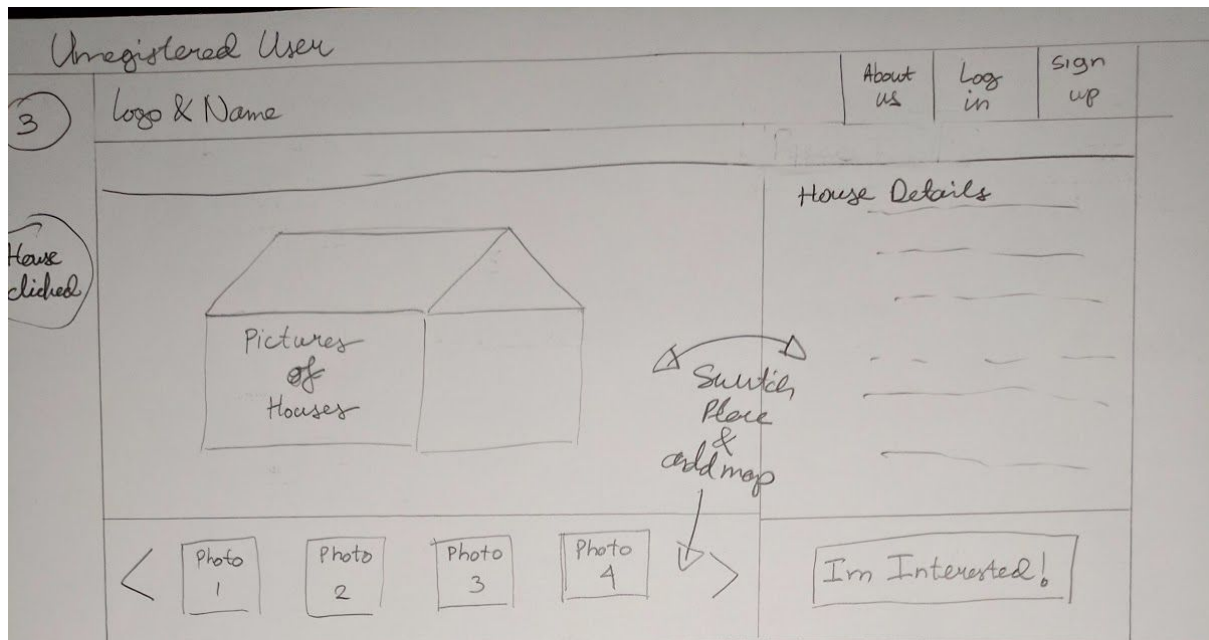 Unregistered User
3
Logo & Name
About
us
Log
in
Sign
up
House
clicked
House Details
Pictures
of
Houses
Switch
Place
&
add map
Photo
1
Photo
2
Photo
3
Photo
4
Im Interested!